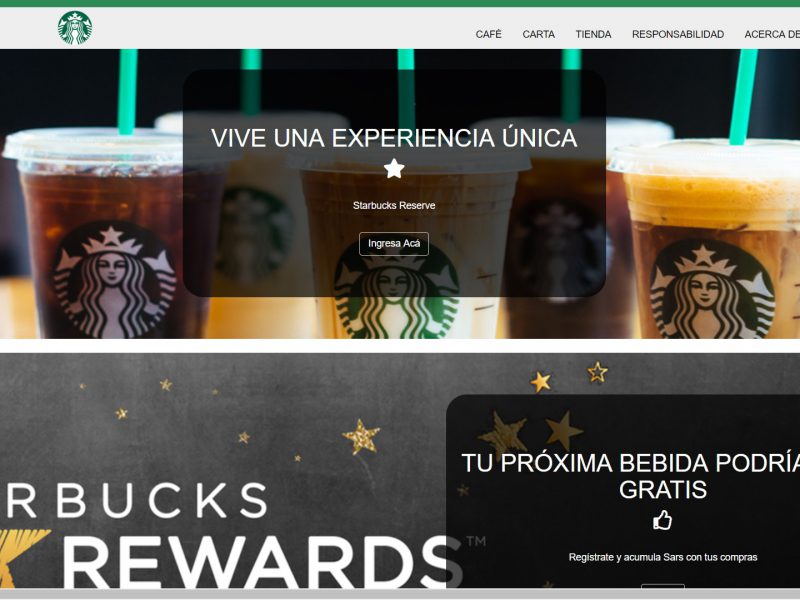 CAFÉ CARTA TIENDA RESPONSABILIDAD ACERCA DE
VIVE UNA EXPERIENCIA ÚNICA
Starbucks Reserve
Ingresa Acá
TU PRÓXIMA BEBIDA PODRÍA
GRATIS
Regístrate y acumula Sars con tus compras
RBUCKS
REWARDS™